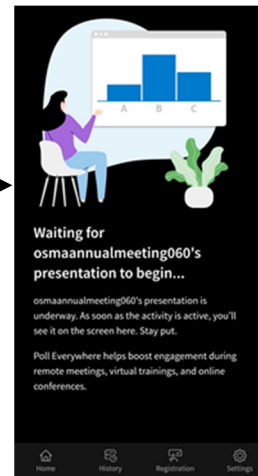 A B C
Waiting for
osmaannualmeeting060's
presentation to begin...
osmaannualmeeting060's presentation is
underway. As soon as the activity is active, you'll
see it on the screen here. Stay put.
Poll Everywhere helps boost engagement during
remote meetings, virtual trainings, and online
conferences.
Home History Registration Settings